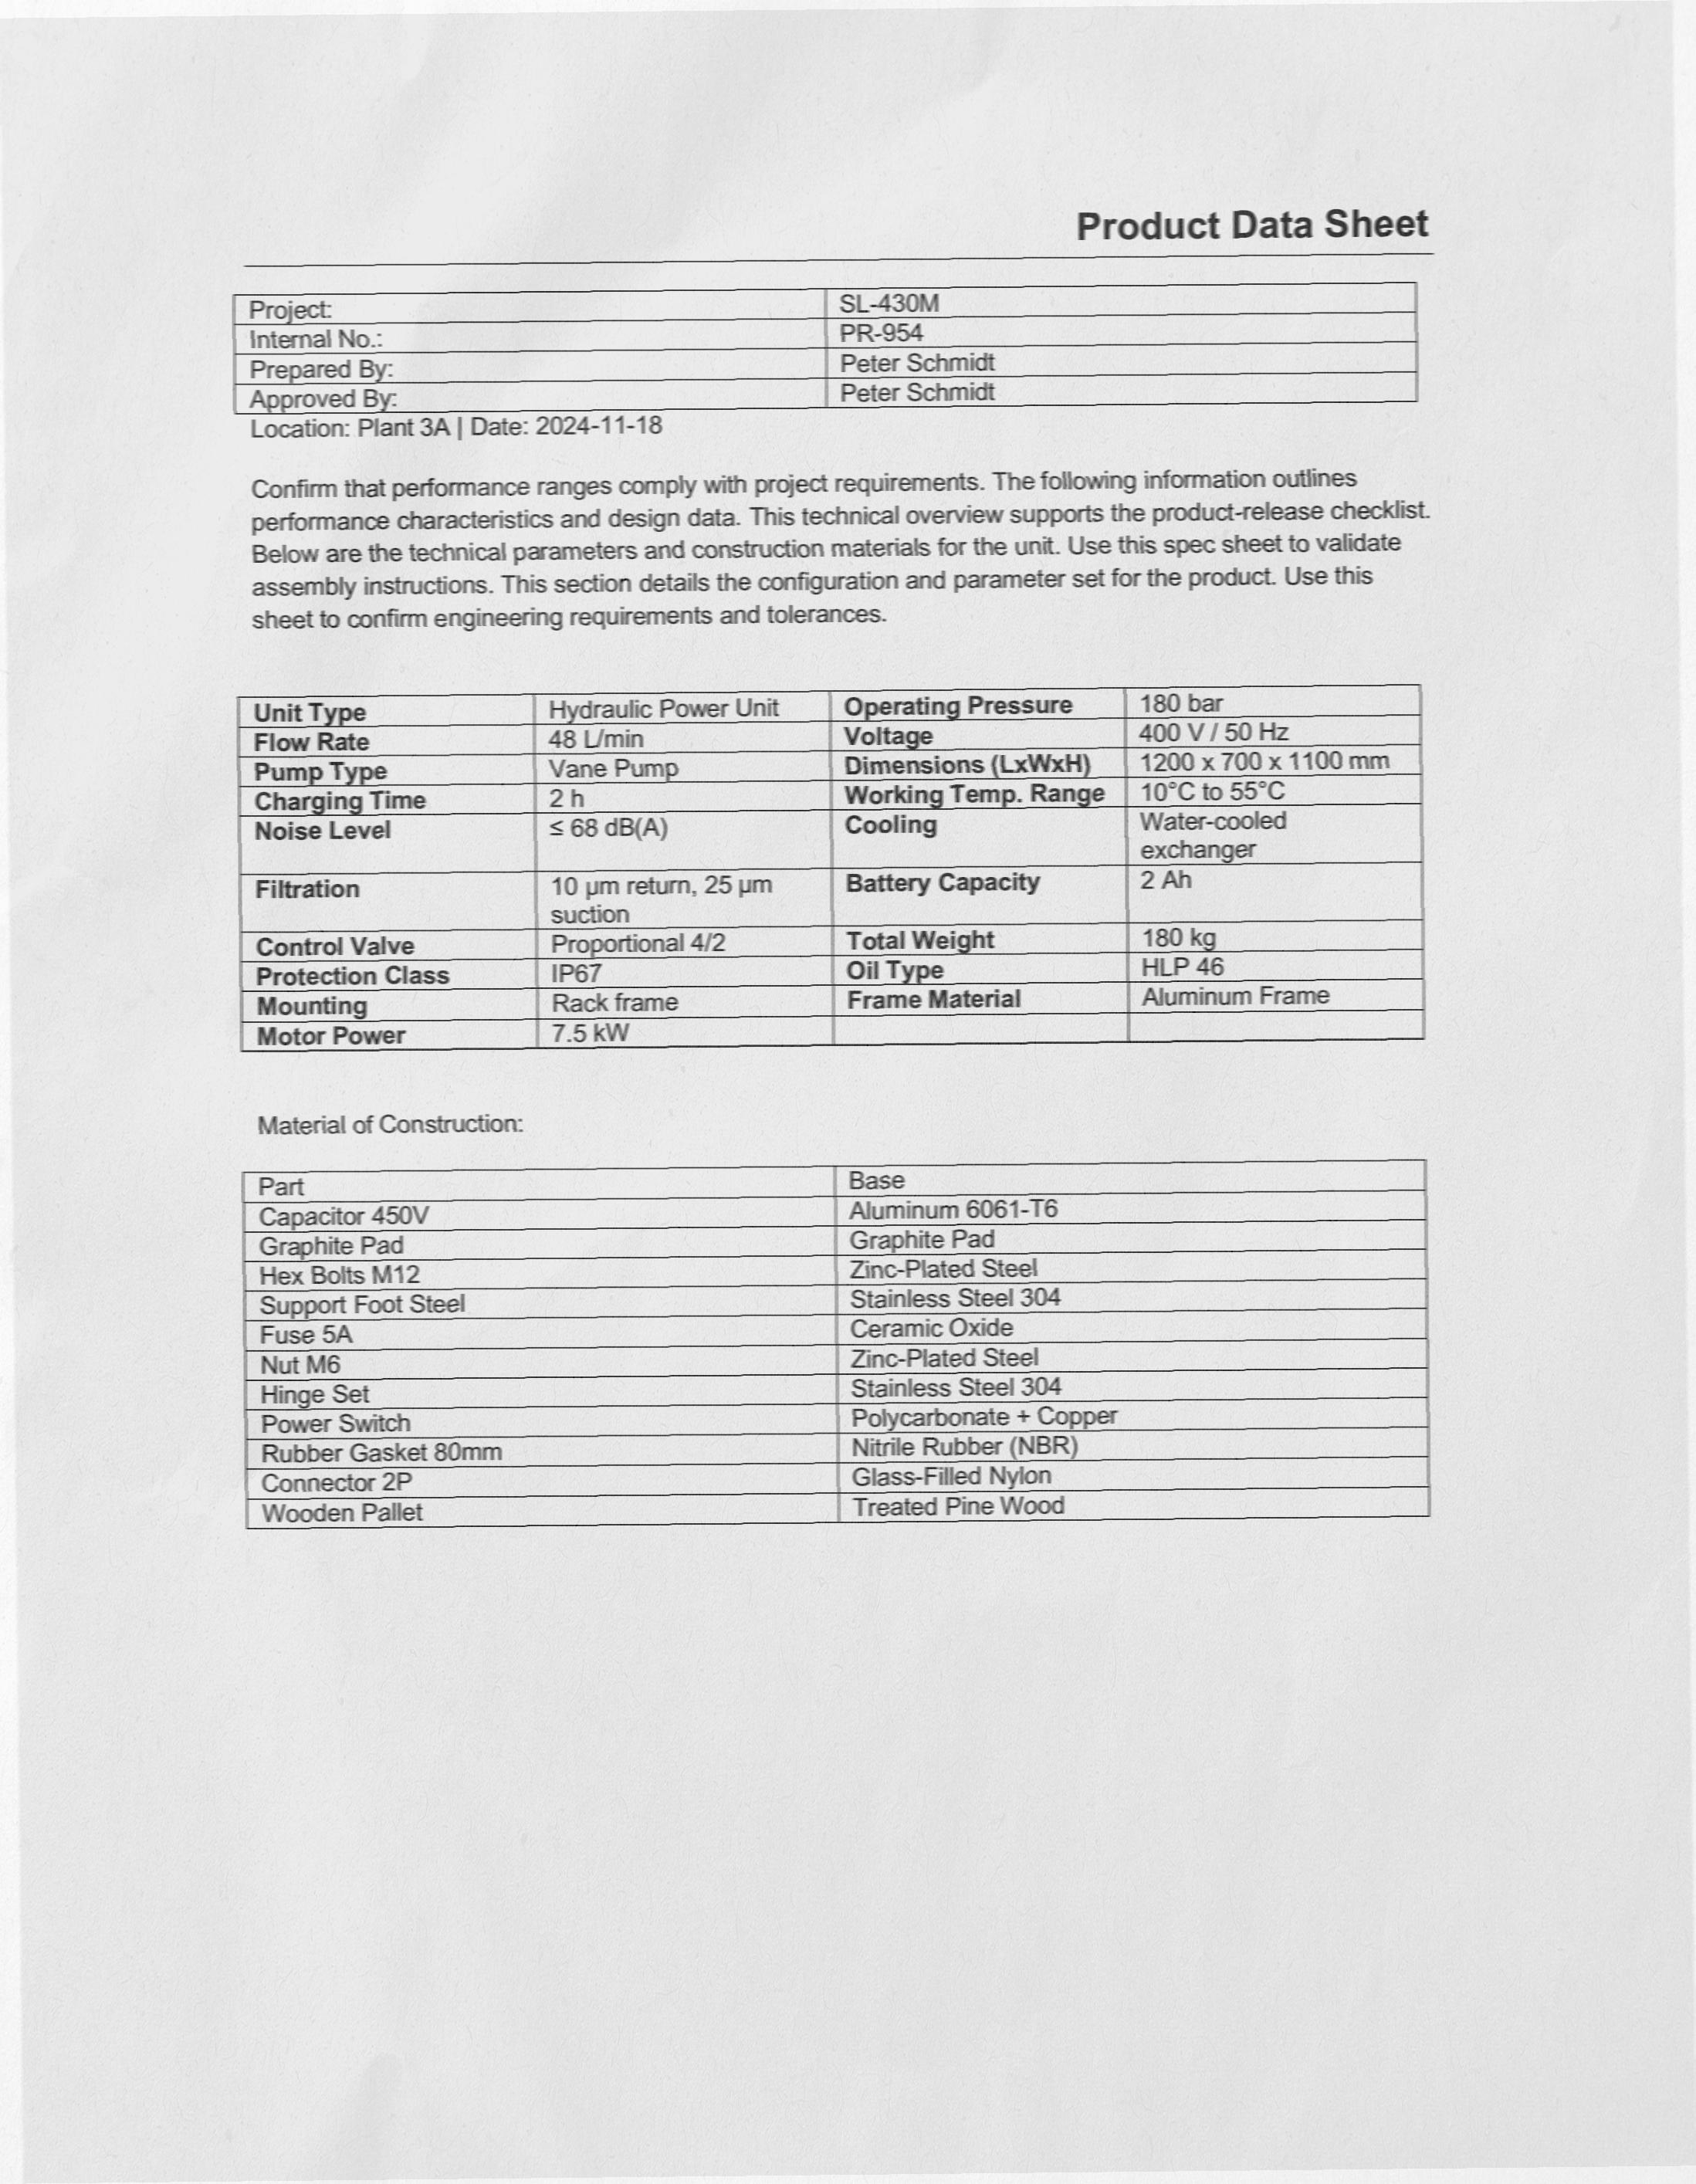 Product Data Sheet
Project: SL-430M
Internal No.: PR-954
Prepared By: Peter Schmidt
Approved By: Peter Schmidt
Location: Plant 3A | Date: 2024-11-18
Confirm that performance ranges comply with project requirements. The following information outlines
performance characteristics and design data. This technical overview supports the product-release checklist.
Below are the technical parameters and construction materials for the unit. Use this spec sheet to validate
assembly instructions. This section details the configuration and parameter set for the product. Use this
sheet to confirm engineering requirements and tolerances.
Unit Type Hydraulic Power Unit Operating Pressure 180 bar
Flow Rate 48 L/min Voltage 400 V / 50 Hz
Pump Type Vane Pump Dimensions (LxWxH) 1200 x 700 x 1100 mm
Charging Time 2 h Working Temp. Range 10°C to 55°C
Noise Level ≤ 68 dB(A) Cooling Water-cooled
exchanger
Filtration 10 µm return, 25 µm Battery Capacity 2 Ah
suction
Control Valve Proportional 4/2 Total Weight 180 kg
Protection Class IP67 Oil Type HLP 46
Mounting Rack frame Frame Material Aluminum Frame
Motor Power 7.5 kW
Material of Construction:
Part Base
Capacitor 450V Aluminum 6061-T6
Graphite Pad Graphite Pad
Hex Bolts M12 Zinc-Plated Steel
Support Foot Steel Stainless Steel 304
Fuse 5A Ceramic Oxide
Nut M6 Zinc-Plated Steel
Hinge Set Stainless Steel 304
Power Switch Polycarbonate + Copper
Rubber Gasket 80mm Nitrile Rubber (NBR)
Connector 2P Glass-Filled Nylon
Wooden Pallet Treated Pine Wood